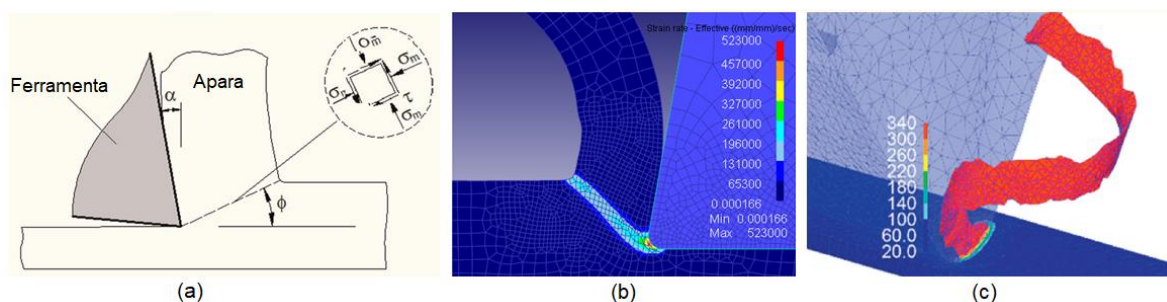 Ferramenta
Apara
α
σm
σm
σn
τ
σm
ϕ
(a)
Strain rate - Effective ((mm/mm)/sec)
523000
457000
392000
327000
261000
196000
131000
65300
0.000166
Min 0.000166
Max 523000
(b)
340
300
260
220
180
140
100
60.0
20.0
(c)